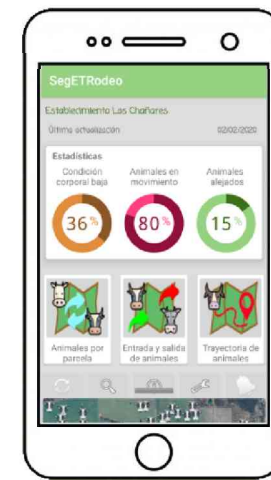 SegETRodeo
Establecimiento Los Chañares
Última actualización 02/02/2020
Estadísticas
Condición corporal baja
Animales en movimiento
Animales alejados
36%
80%
15%
Animales por parcela
Entrada y salida de animales
Trayectoria de animales